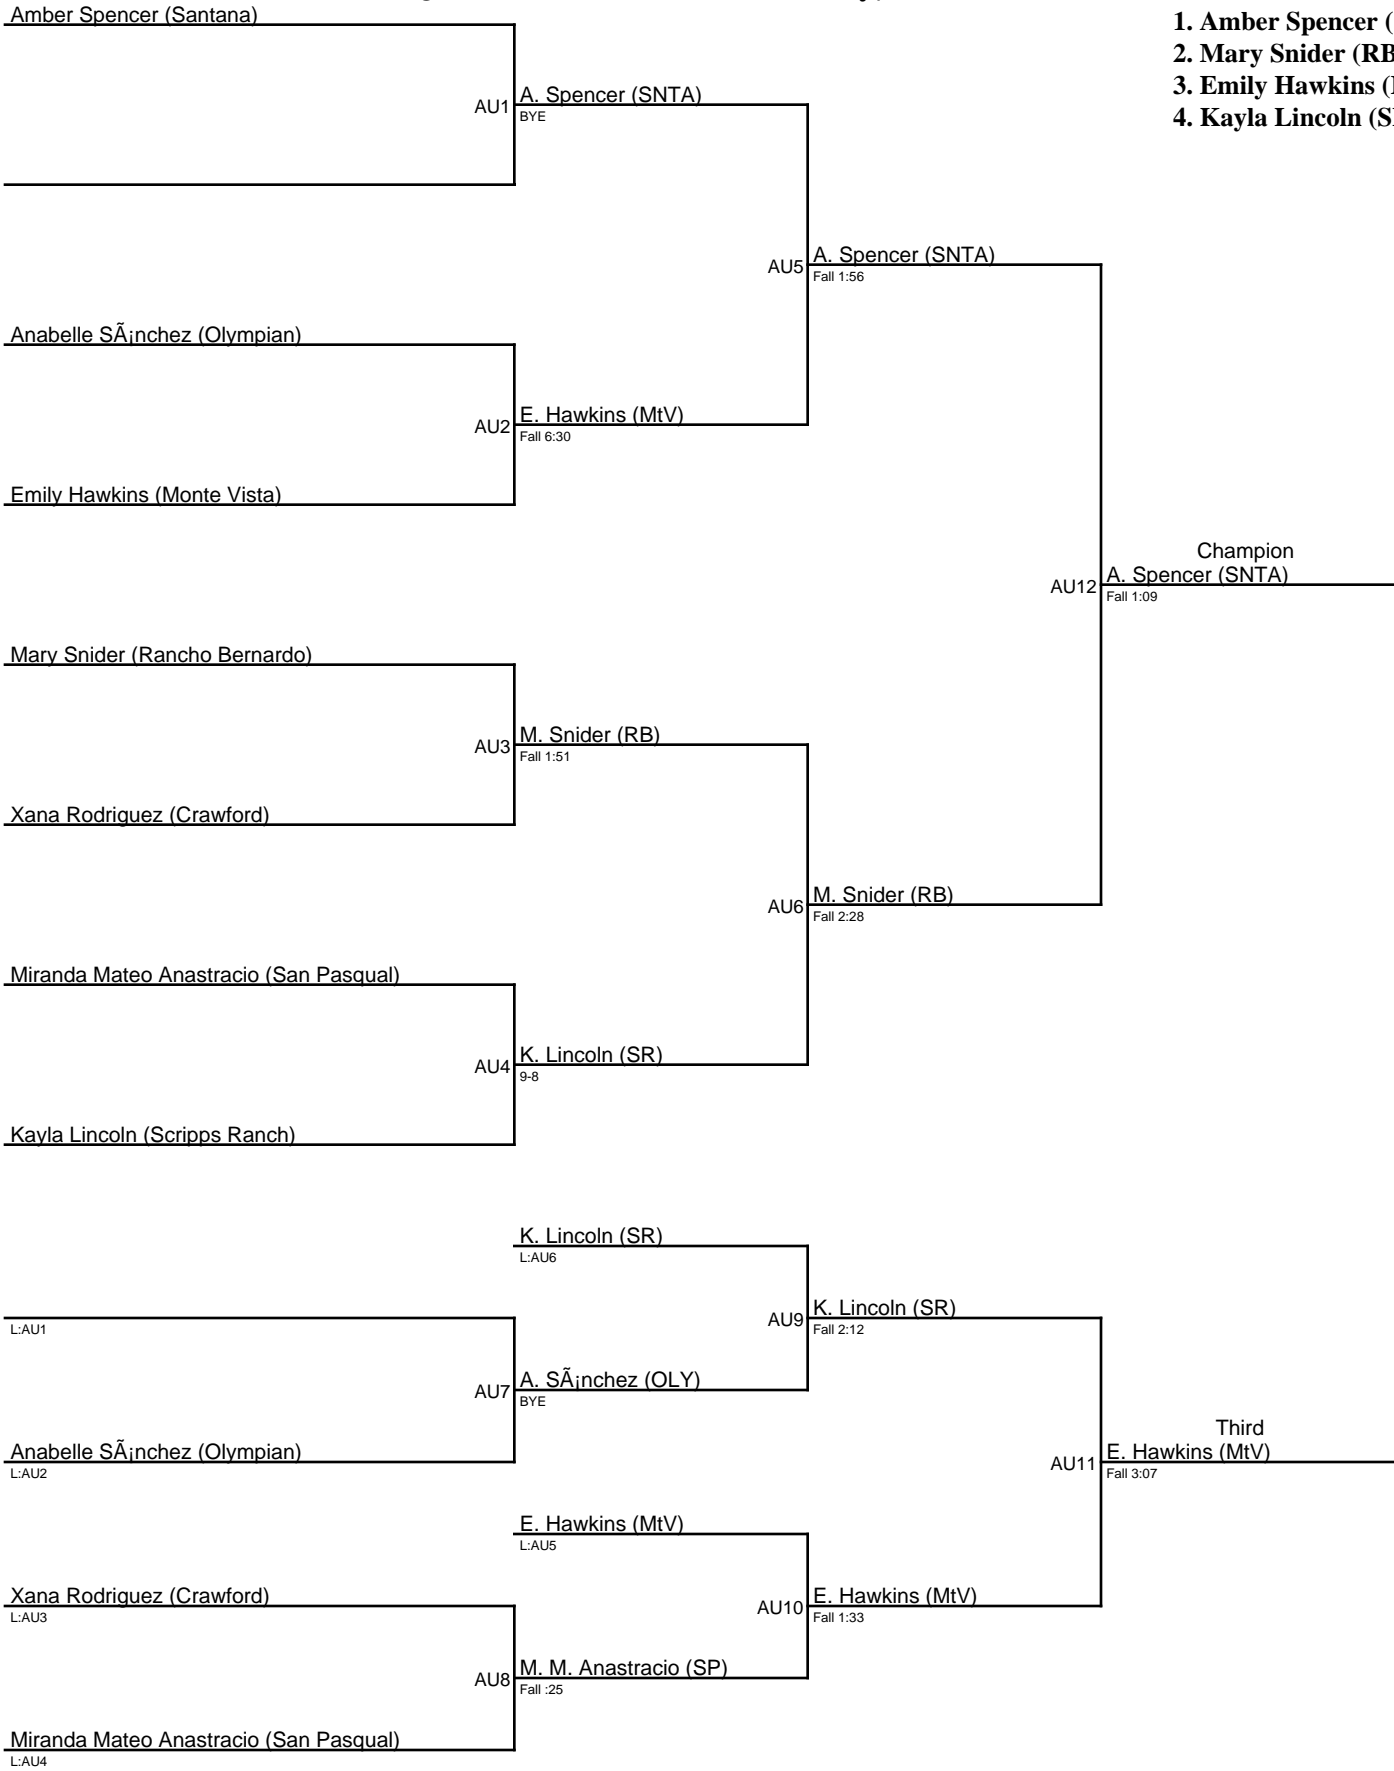 Amber Spencer (Santana)
1. Amber Spencer (
2. Mary Snider (RB
3. Emily Hawkins (
4. Kayla Lincoln (S
AU1
A. Spencer (SNTA)
BYE
AU5
A. Spencer (SNTA)
Fall 1:56
Anabelle SÃ¡nchez (Olympian)
AU2
E. Hawkins (MtV)
Fall 6:30
Emily Hawkins (Monte Vista)
Champion
AU12
A. Spencer (SNTA)
Fall 1:09
Mary Snider (Rancho Bernardo)
AU3
M. Snider (RB)
Fall 1:51
Xana Rodriguez (Crawford)
AU6
M. Snider (RB)
Fall 2:28
Miranda Mateo Anastracio (San Pasqual)
AU4
K. Lincoln (SR)
9-8
Kayla Lincoln (Scripps Ranch)
K. Lincoln (SR)
L:AU6
AU9
K. Lincoln (SR)
Fall 2:12
L:AU1
AU7
A. SÃ¡nchez (OLY)
BYE
Anabelle SÃ¡nchez (Olympian)
L:AU2
Third
AU11
E. Hawkins (MtV)
Fall 3:07
E. Hawkins (MtV)
L:AU5
Xana Rodriguez (Crawford)
L:AU3
AU10
E. Hawkins (MtV)
Fall 1:33
AU8
M. M. Anastracio (SP)
Fall :25
Miranda Mateo Anastracio (San Pasqual)
L:AU4